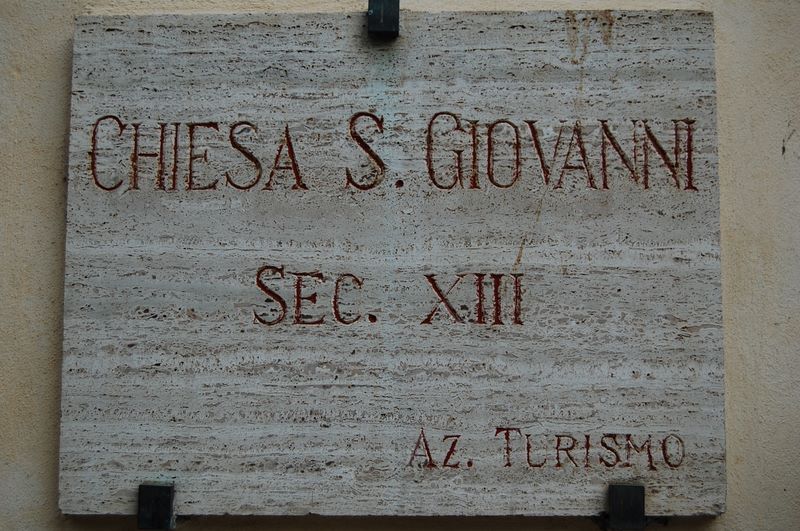 CHIESA S. GIOVANNI
SEC. XIII
AZ. TURISMO